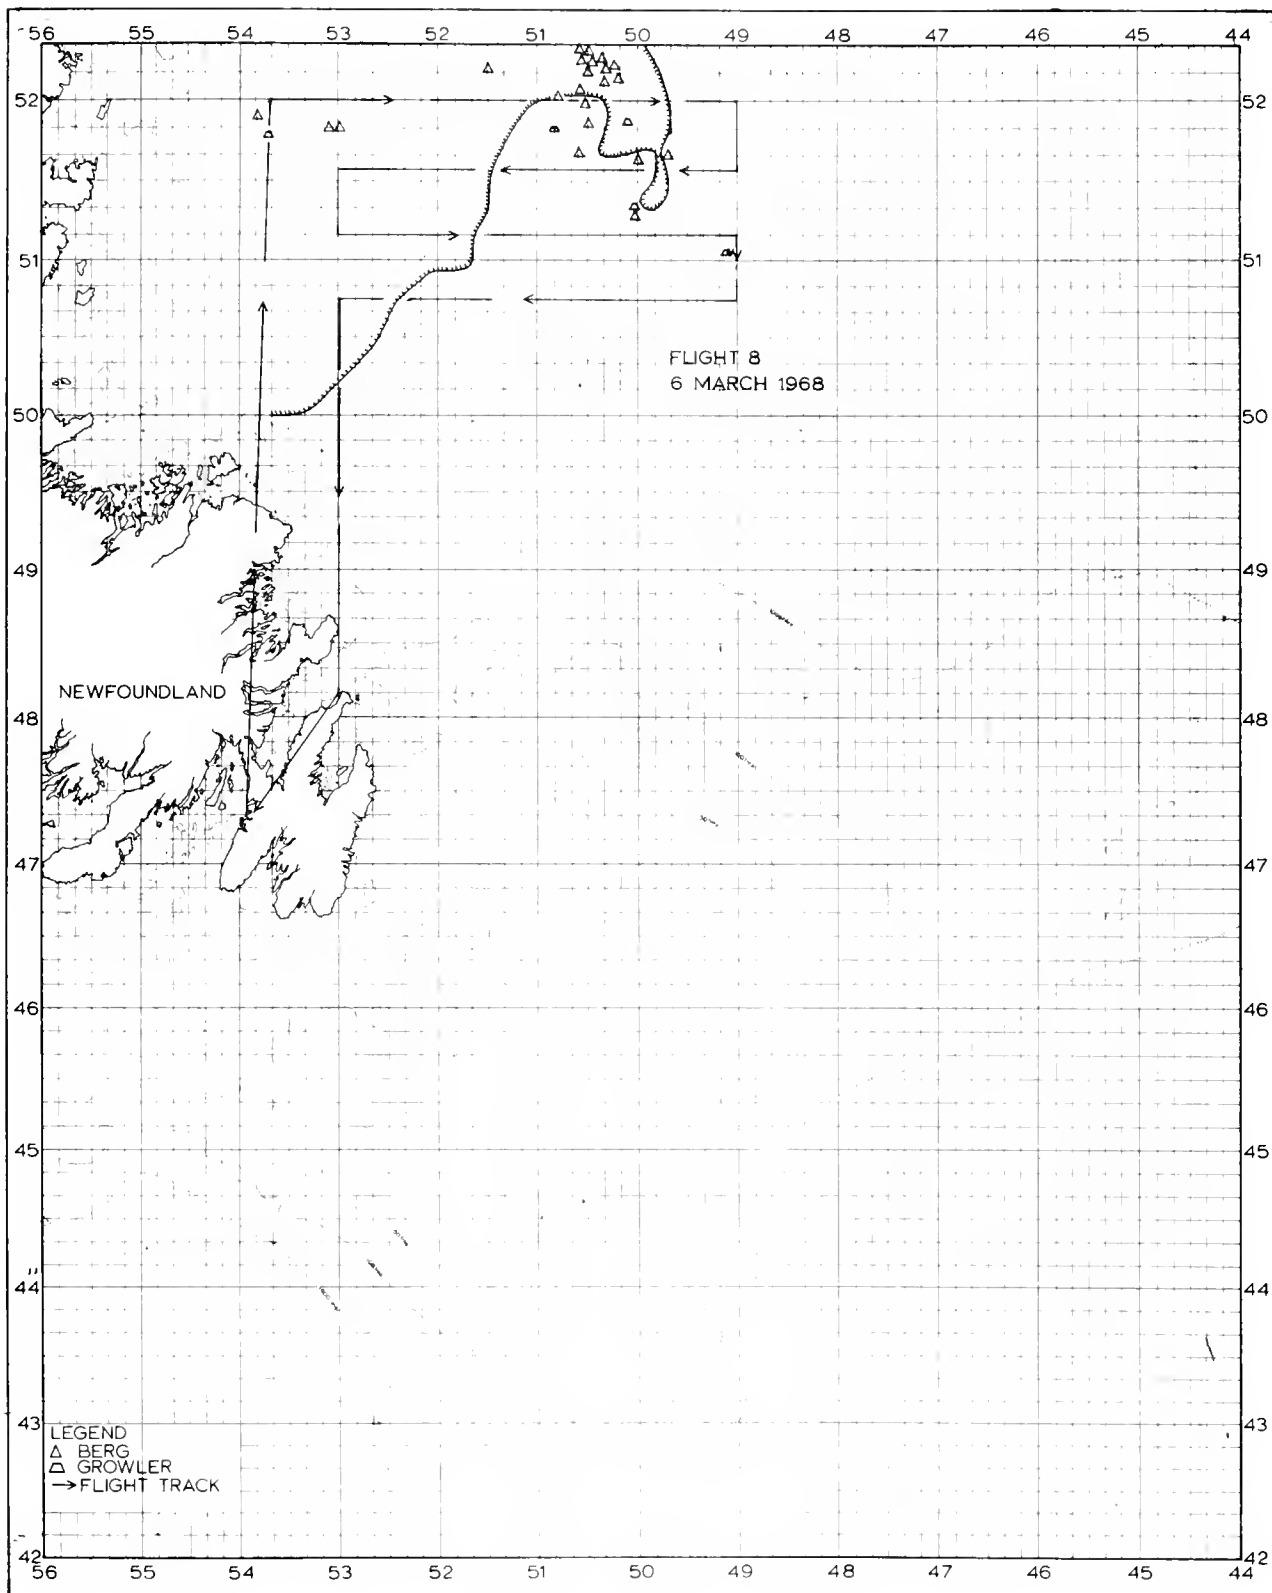 56 55 54 53 52 51 50 49 48 47 46 45 44
52 52
51 51
FLIGHT 8
6 MARCH 1968
50 50
49 49
NEWFOUNDLAND
48 48
47 47
46 46
45 45
44 44
43 43
LEGEND
BERG
GROWLER
FLIGHT TRACK
42 42
56 55 54 53 52 51 50 49 48 47 46 45 44